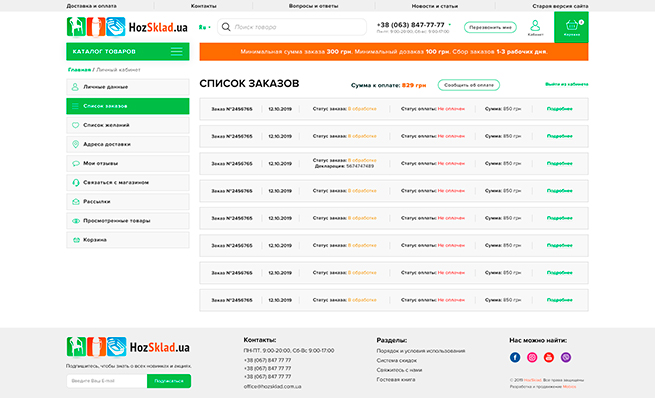 Доставка и оплата
Контакты
Вопросы и ответы
Новости и статьи
Старая версия сайта
HozSklad.ua
Ru
Поиск товара
+38 (063) 847-77-77
Пн-пт: 9:00-20:00, Сб-Вс: 9:00-17:00
Перезвонить мне
Кабинет
Корзина
КАТАЛОГ ТОВАРОВ
Минимальная сумма заказа 300 грн. Минимальный дозаказ 100 грн. Сбор заказов 1-3 рабочих дня.
Главная / Личный кабинет
Личные данные
Список заказов
Список желаний
Адреса доставки
Мои отзывы
Связаться с магазином
Рассылки
Просмотренные товары
Корзина
СПИСОК ЗАКАЗОВ
Сумма к оплате: 829 грн
Сообщить об оплате
Выйти из кабинета
Заказ №2456765 12.10.2019 Статус заказа: В обработке Статус оплаты: Не оплачен Сумма: 850 грн Подробнее
Заказ №2456765 12.10.2019 Статус заказа: В обработке Статус оплаты: Не оплачен Сумма: 850 грн Подробнее
Заказ №2456765 12.10.2019 Статус заказа: В обработке Статус оплаты: Не оплачен Сумма: 850 грн Подробнее
Декларация: 5674747489
Заказ №2456765 12.10.2019 Статус заказа: В обработке Статус оплаты: Не оплачен Сумма: 850 грн Подробнее
Заказ №2456765 12.10.2019 Статус заказа: В обработке Статус оплаты: Не оплачен Сумма: 850 грн Подробнее
Заказ №2456765 12.10.2019 Статус заказа: В обработке Статус оплаты: Не оплачен Сумма: 850 грн Подробнее
Заказ №2456765 12.10.2019 Статус заказа: В обработке Статус оплаты: Не оплачен Сумма: 850 грн Подробнее
Заказ №2456765 12.10.2019 Статус заказа: В обработке Статус оплаты: Не оплачен Сумма: 850 грн Подробнее
HozSklad.ua
Подпишитесь, чтобы знать о всех новинках и акциях.
Введите Ваш E-mail
Подписаться
Контакты:
ПН-ПТ: 9:00-20:00, Сб-Вс 9:00-17:00
+38 (067) 847 77 77
+38 (067) 847 77 77
+38 (067) 847 77 77
office@hozsklad.com.ua
Разделы:
Порядок и условия использования
Система скидок
Свяжитесь с нами
Гостевая книга
Нас можно найти:
© 2019 HozSklad. Все права защищены.
Разработка и продвижение